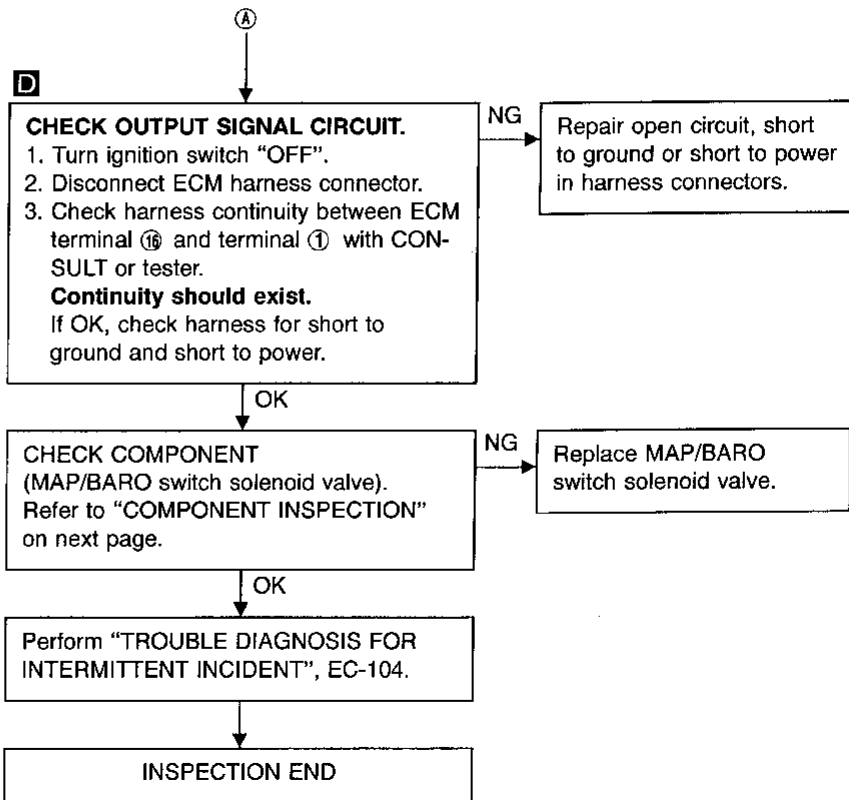 Ⓐ
D
CHECK OUTPUT SIGNAL CIRCUIT.
1. Turn ignition switch “OFF”.
2. Disconnect ECM harness connector.
3. Check harness continuity between ECM
terminal ⑯ and terminal ① with CON-
SULT or tester.
Continuity should exist.
If OK, check harness for short to
ground and short to power.
NG
Repair open circuit, short
to ground or short to power
in harness connectors.
OK
CHECK COMPONENT
(MAP/BARO switch solenoid valve).
Refer to “COMPONENT INSPECTION”
on next page.
NG
Replace MAP/BARO
switch solenoid valve.
OK
Perform “TROUBLE DIAGNOSIS FOR
INTERMITTENT INCIDENT”, EC-104.
INSPECTION END